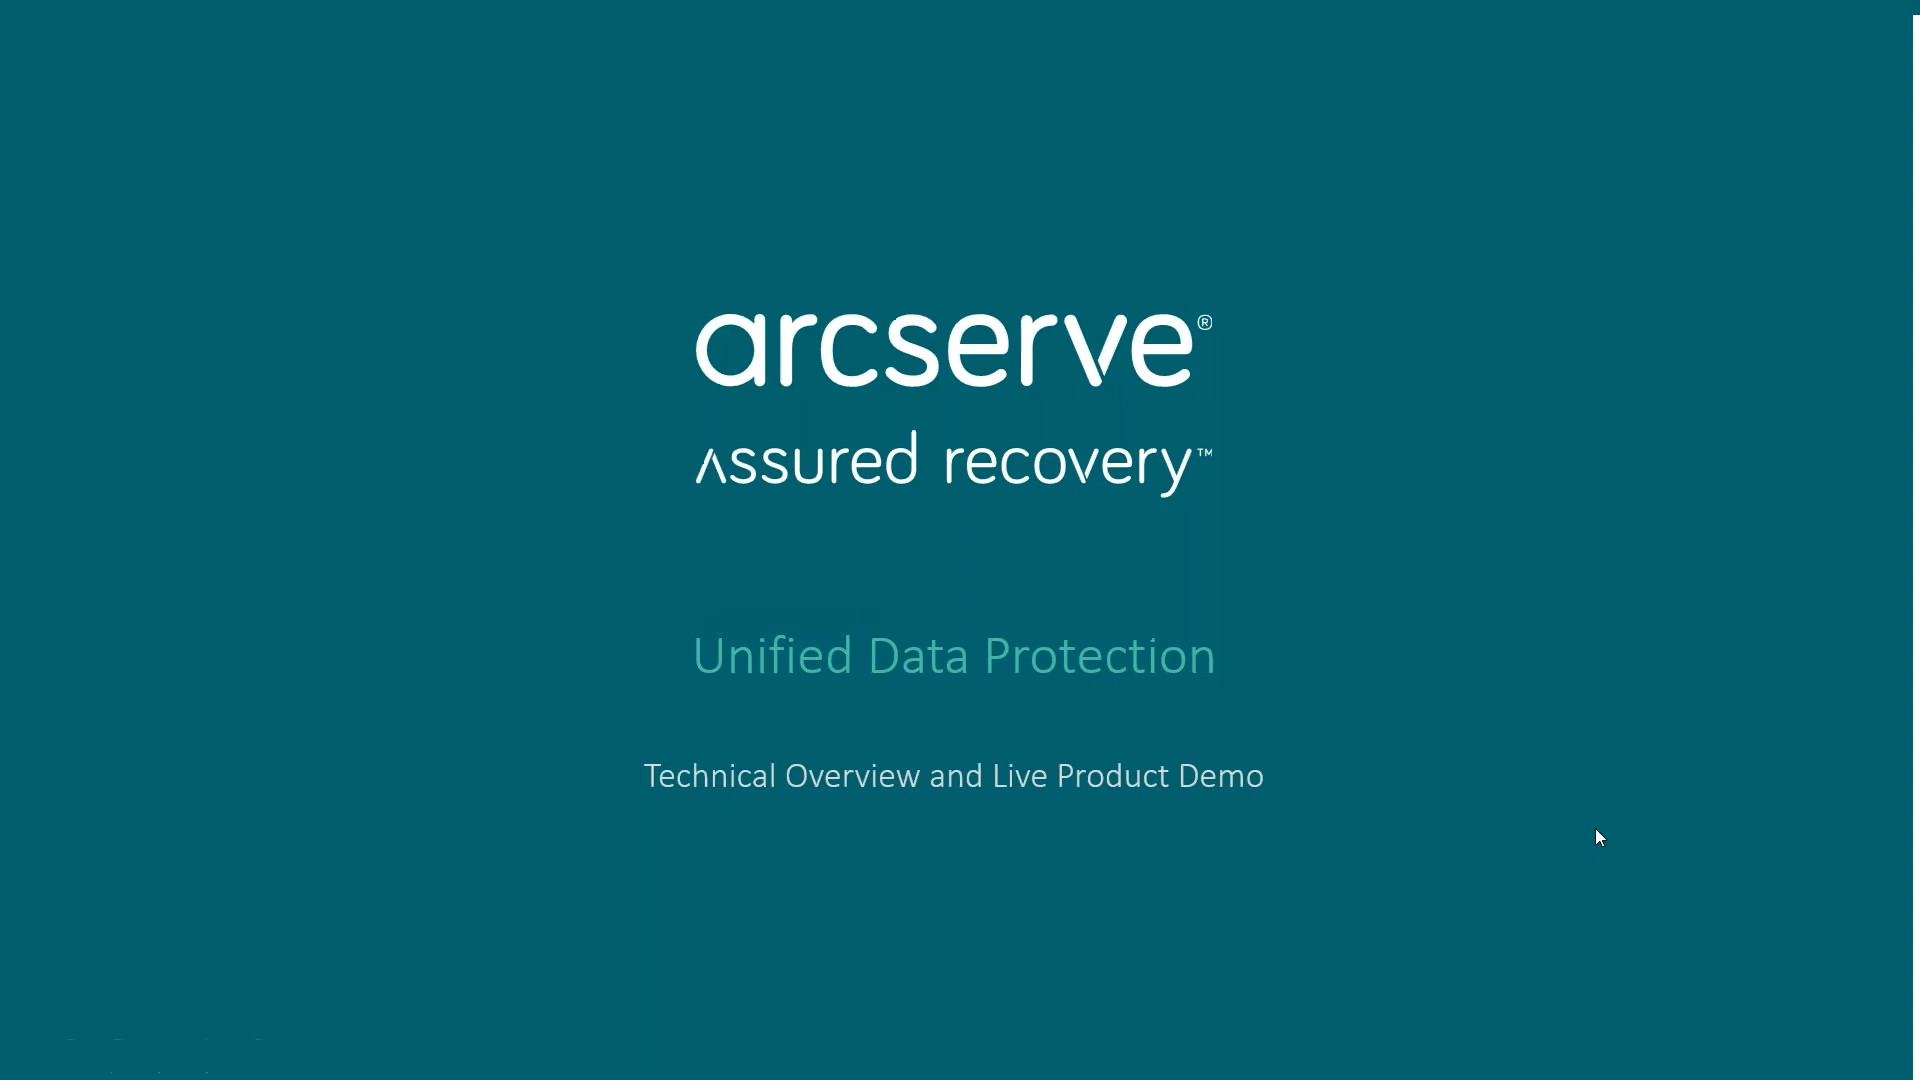 arcserve®
Assured recovery™
Unified Data Protection
Technical Overview and Live Product Demo